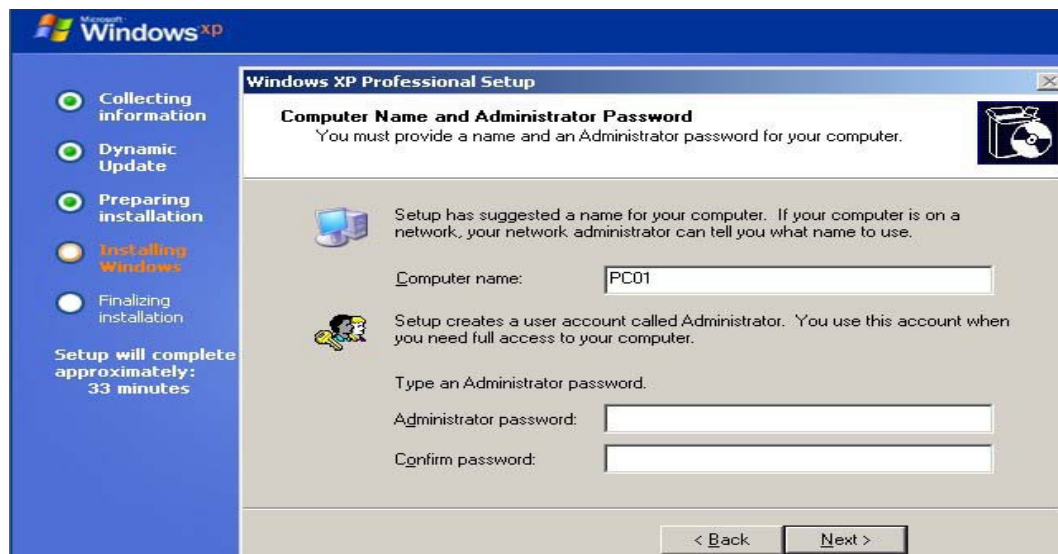 Microsoft
Windows xp
Collecting
information
Dynamic
Update
Preparing
installation
Installing
Windows
Finalizing
installation
Setup will complete
approximately:
33 minutes
Windows XP Professional Setup
Computer Name and Administrator Password
You must provide a name and an Administrator password for your computer.
Setup has suggested a name for your computer. If your computer is on a
network, your network administrator can tell you what name to use.
Computer name: PC01
Setup creates a user account called Administrator. You use this account when
you need full access to your computer.
Type an Administrator password.
Administrator password:
Confirm password:
< Back Next >